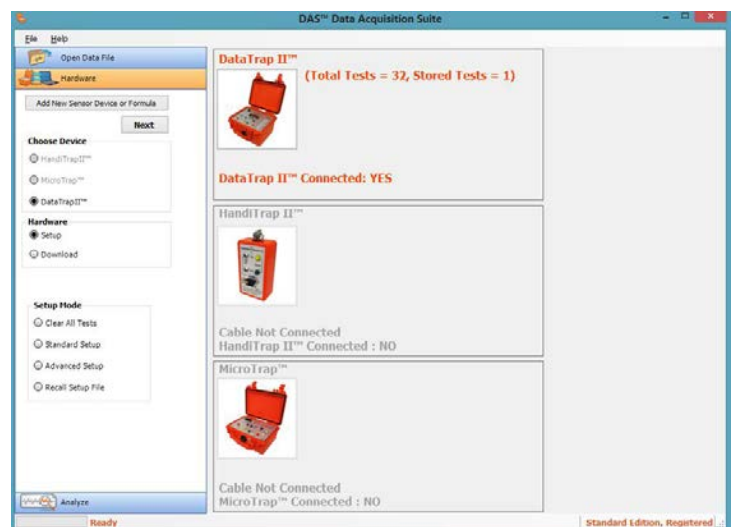 DAS™ Data Acquisition Suite
File Help
Open Data File
Hardware
Add New Sensor Device or Formula
Next
Choose Device
HandiTrapII™
MicroTrap™
DataTrapII™
Hardware
Setup
Download
Setup Mode
Clear All Tests
Standard Setup
Advanced Setup
Recall Setup File
Analyze
DataTrap II™
(Total Tests = 32, Stored Tests = 1)
DataTrap II™ Connected: YES
HandiTrap II™
Cable Not Connected
HandiTrap II™ Connected : NO
MicroTrap™
Cable Not Connected
MicroTrap™ Connected : NO
Ready
Standard Edition, Registered